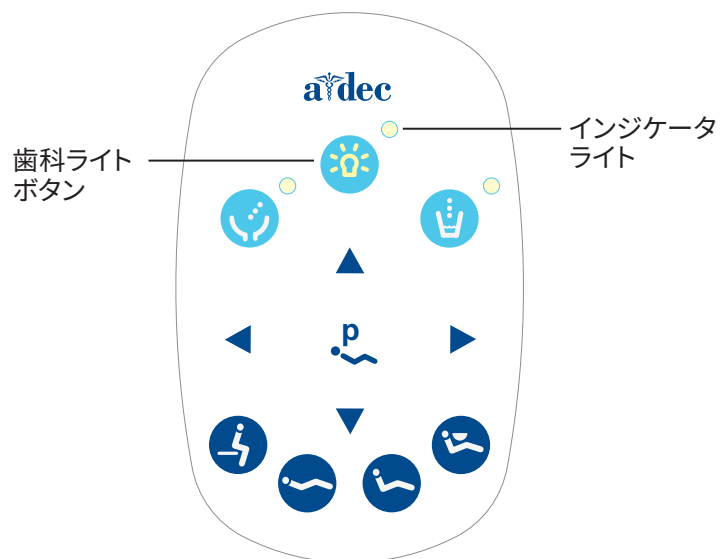 a dec
インジケータ
ライト
歯科ライト
ボタン
p